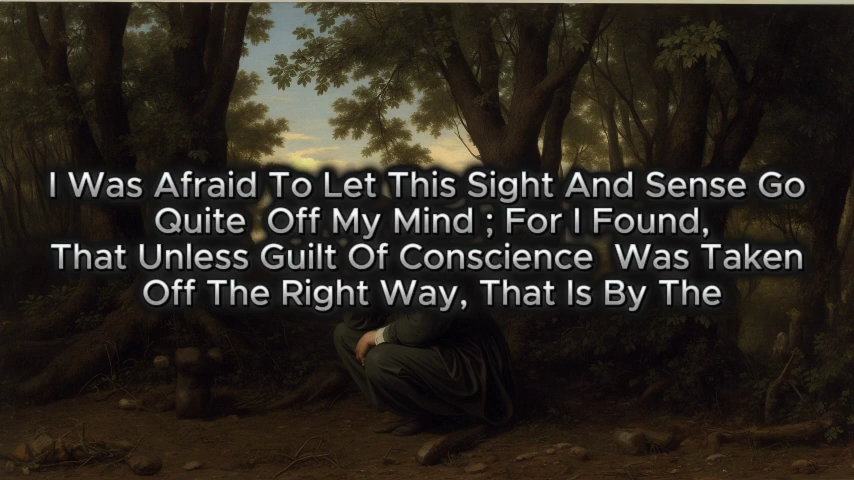 I Was Afraid To Let This Sight And Sense Go
Quite  Off My Mind ; For I Found,
That Unless Guilt Of Conscience  Was Taken
Off The Right Way, That Is By The